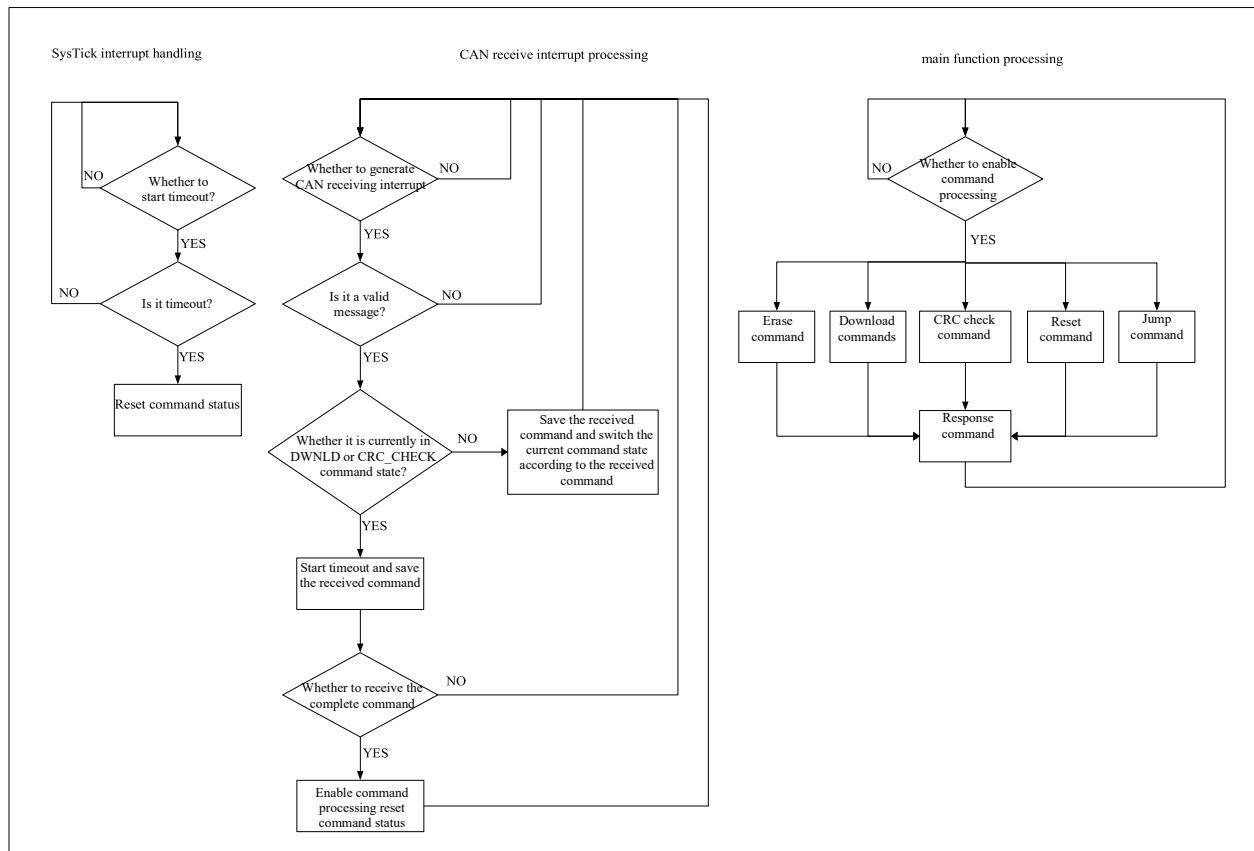 SysTick interrupt handling
CAN receive interrupt processing
main function processing
NO
Whether to
start timeout?
YES
NO
Is it timeout?
YES
Reset command status
Whether to generate
CAN receiving interrupt
NO
YES
Is it a valid
message?
NO
YES
Whether it is currently in
DWNLD or CRC_CHECK
command state?
NO
Save the received
command and switch the
current command state
according to the received
command
YES
Start timeout and save
the received command
Whether to receive the
complete command
NO
YES
Enable command
processing reset
command status
NO
Whether to enable
command
processing
YES
Erase
command
Download
commands
CRC check
command
Reset
command
Jump
command
Response
command